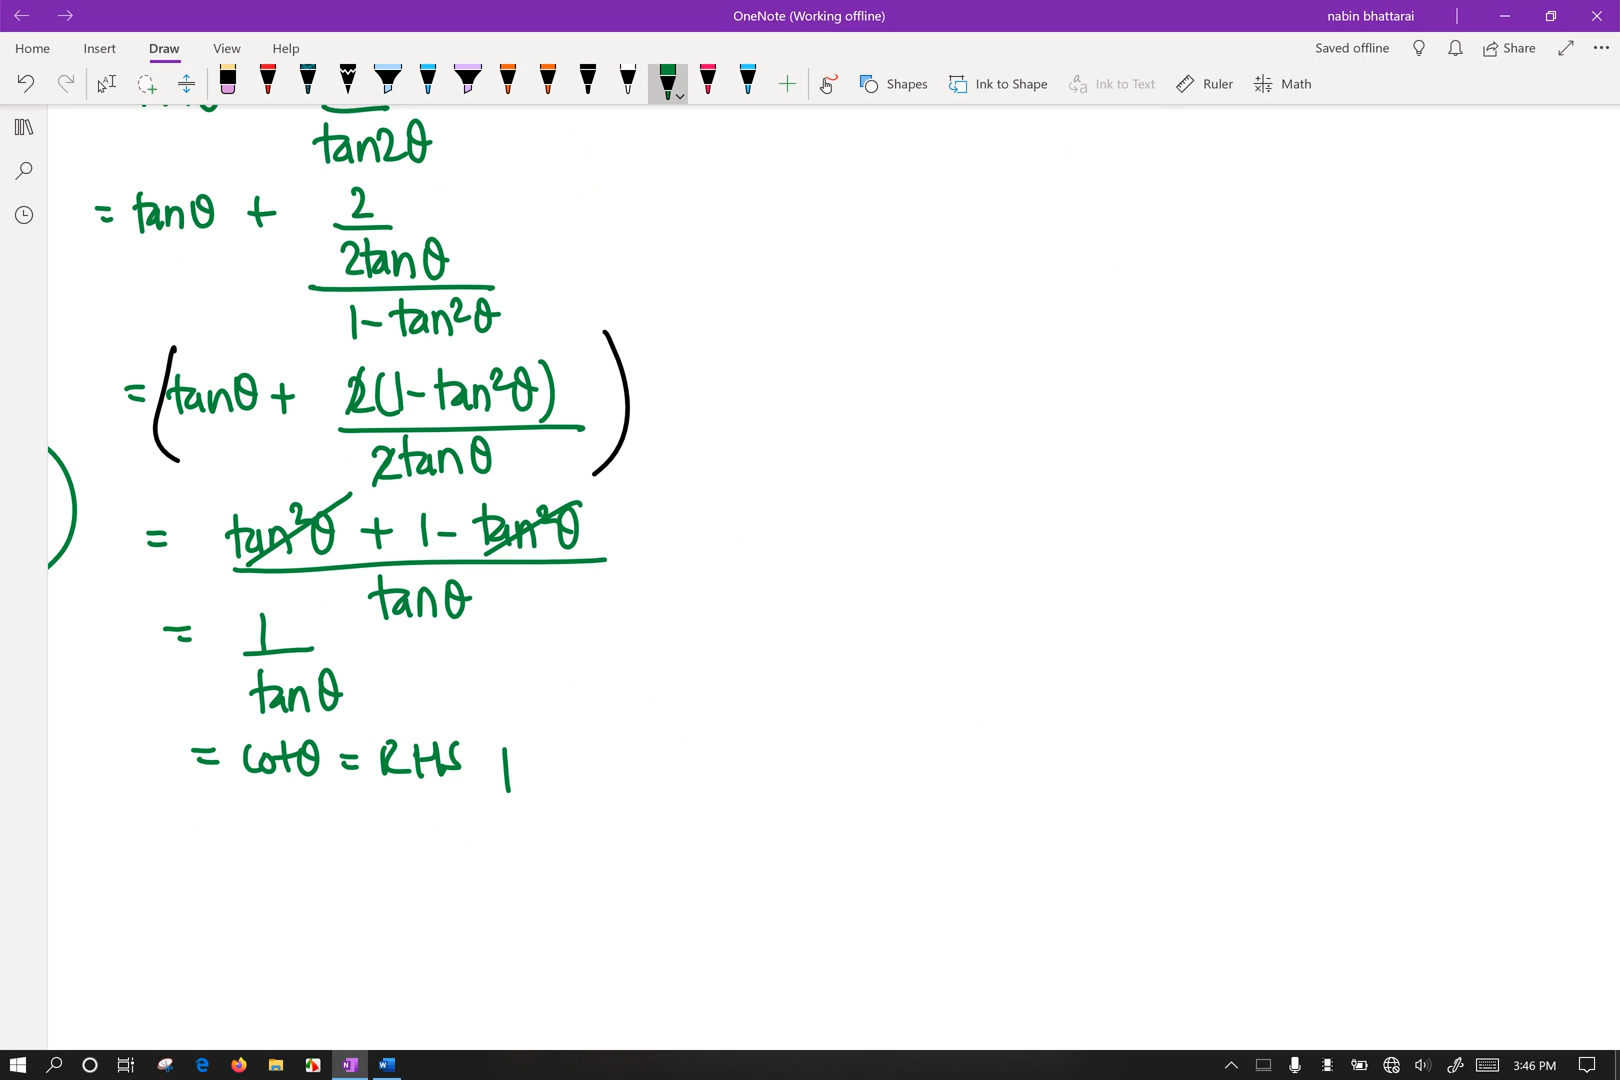 OneNote (Working offline)
nabin bhattarai
Home Insert Draw View Help
Saved offline
Share
Shapes
Ink to Shape
Ink to Text
Ruler
Math
tan2θ
= tanθ + 2
2tanθ
1-tan²θ
= (tanθ + 2(1-tan²θ))
2tanθ
= tan²θ + 1 - tan²θ
tanθ
= 1
tanθ
= cotθ = RHS
3:46 PM